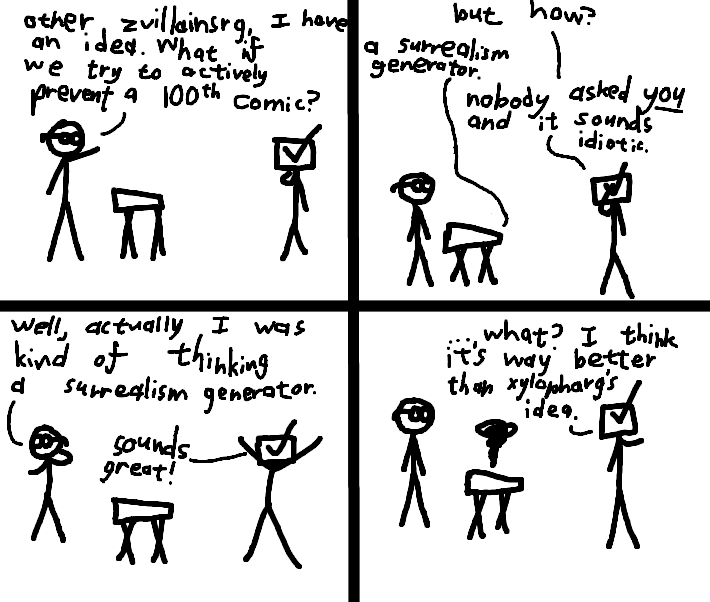 other zvillainsrg, I have
an idea. What if
we try to actively
prevent a 100th comic?
but how?
a surrealism
generator.
nobody asked you
and it sounds
idiotic.
well, actually I was
kind of thinking
a surrealism generator.
sounds
great!
...what? I think
it's way better
than xylopharg's
idea.